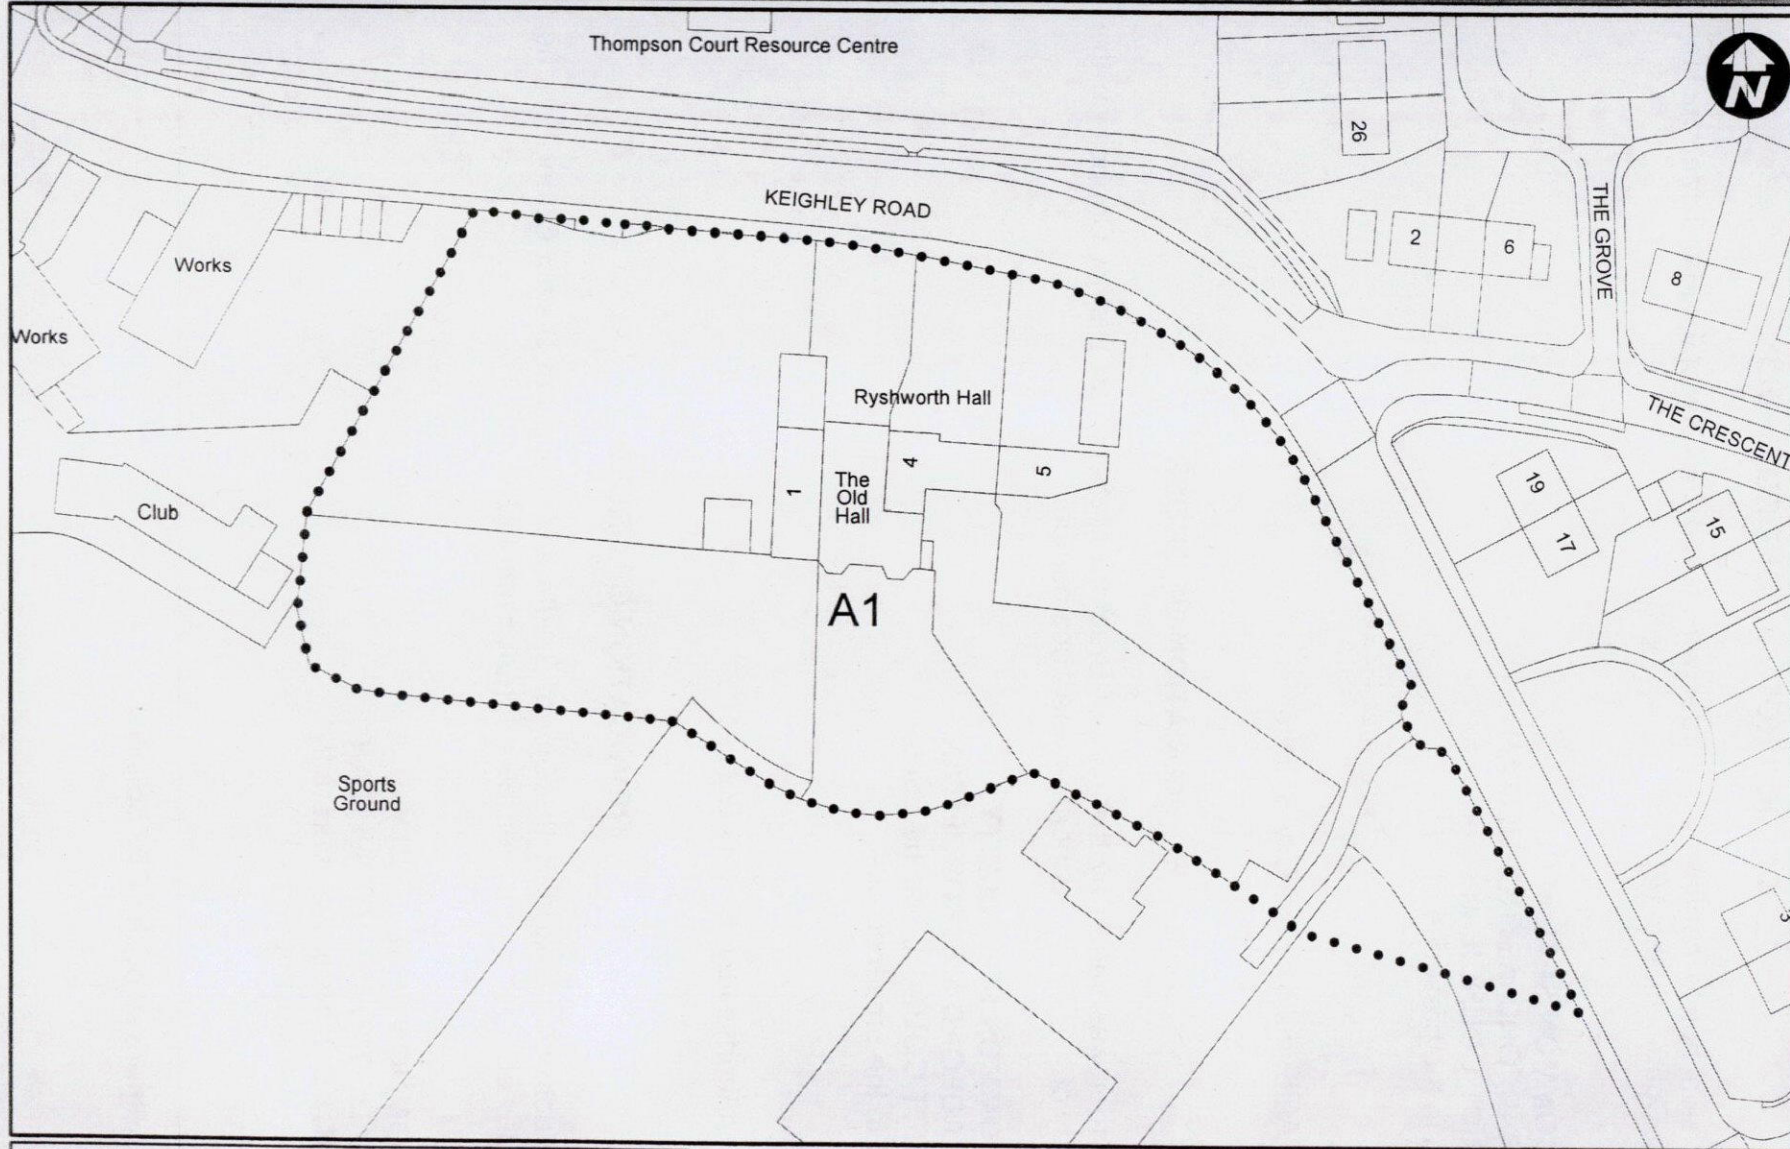 Thompson Court Resource Centre
N
26
KEIGHLEY ROAD
THE GROVE
2
6
8
Works
Works
Ryshworth Hall
THE CRESCENT
4
5
1
The
Old
Hall
Club
19
17
15
A1
Sports
Ground